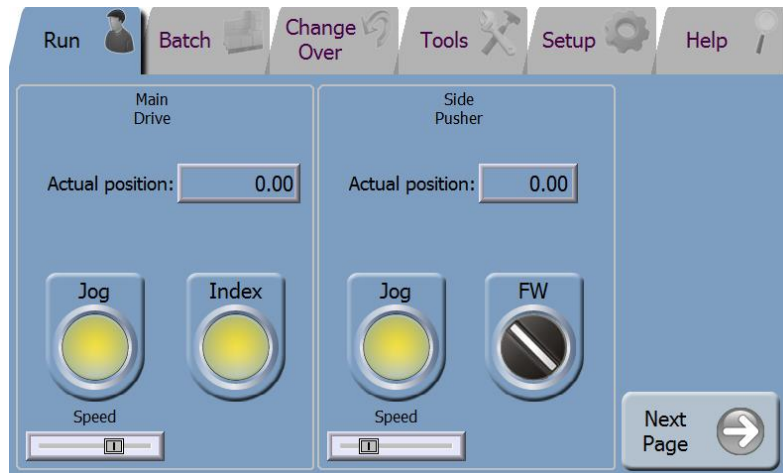 Run
Batch
Change
Over
Tools
Setup
Help
Main
Drive
Side
Pusher
Actual position: 0.00
Actual position: 0.00
Jog
Index
Jog
FW
Speed
Speed
Next
Page